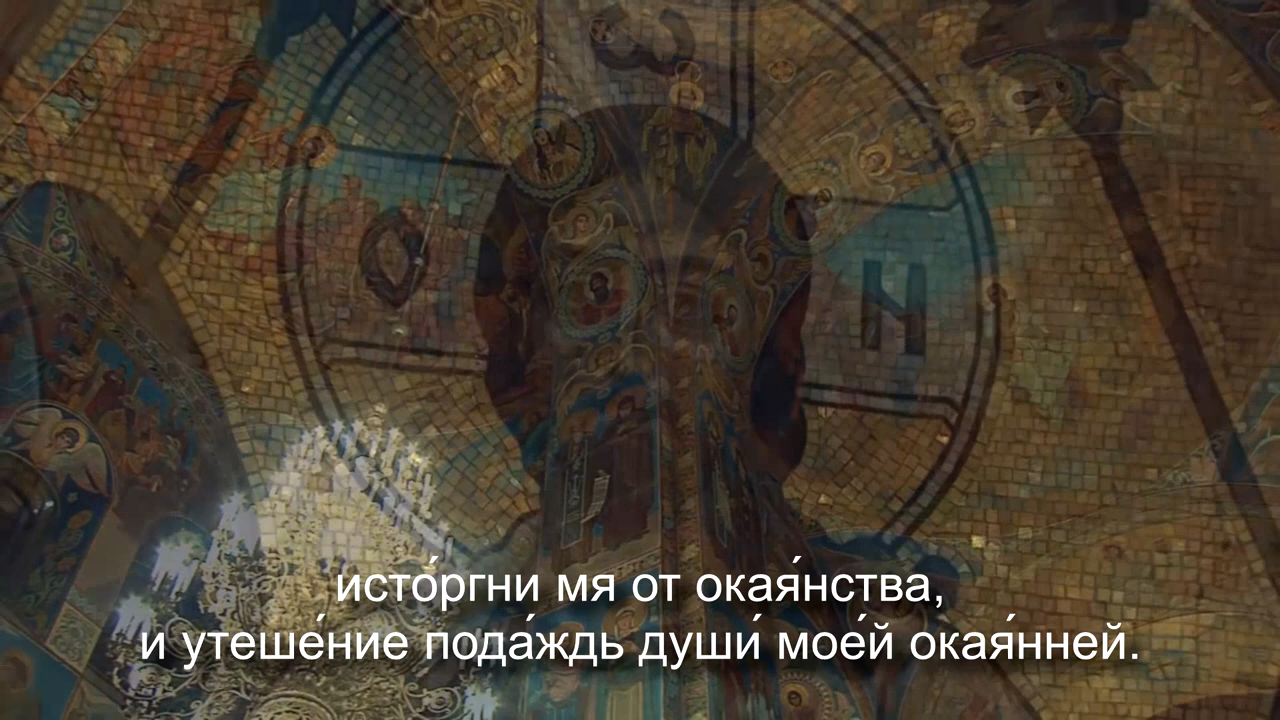 О
Н
исто́ргни мя от окая́нства,
и утеше́ние пода́ждь души́ мое́й окая́нней.